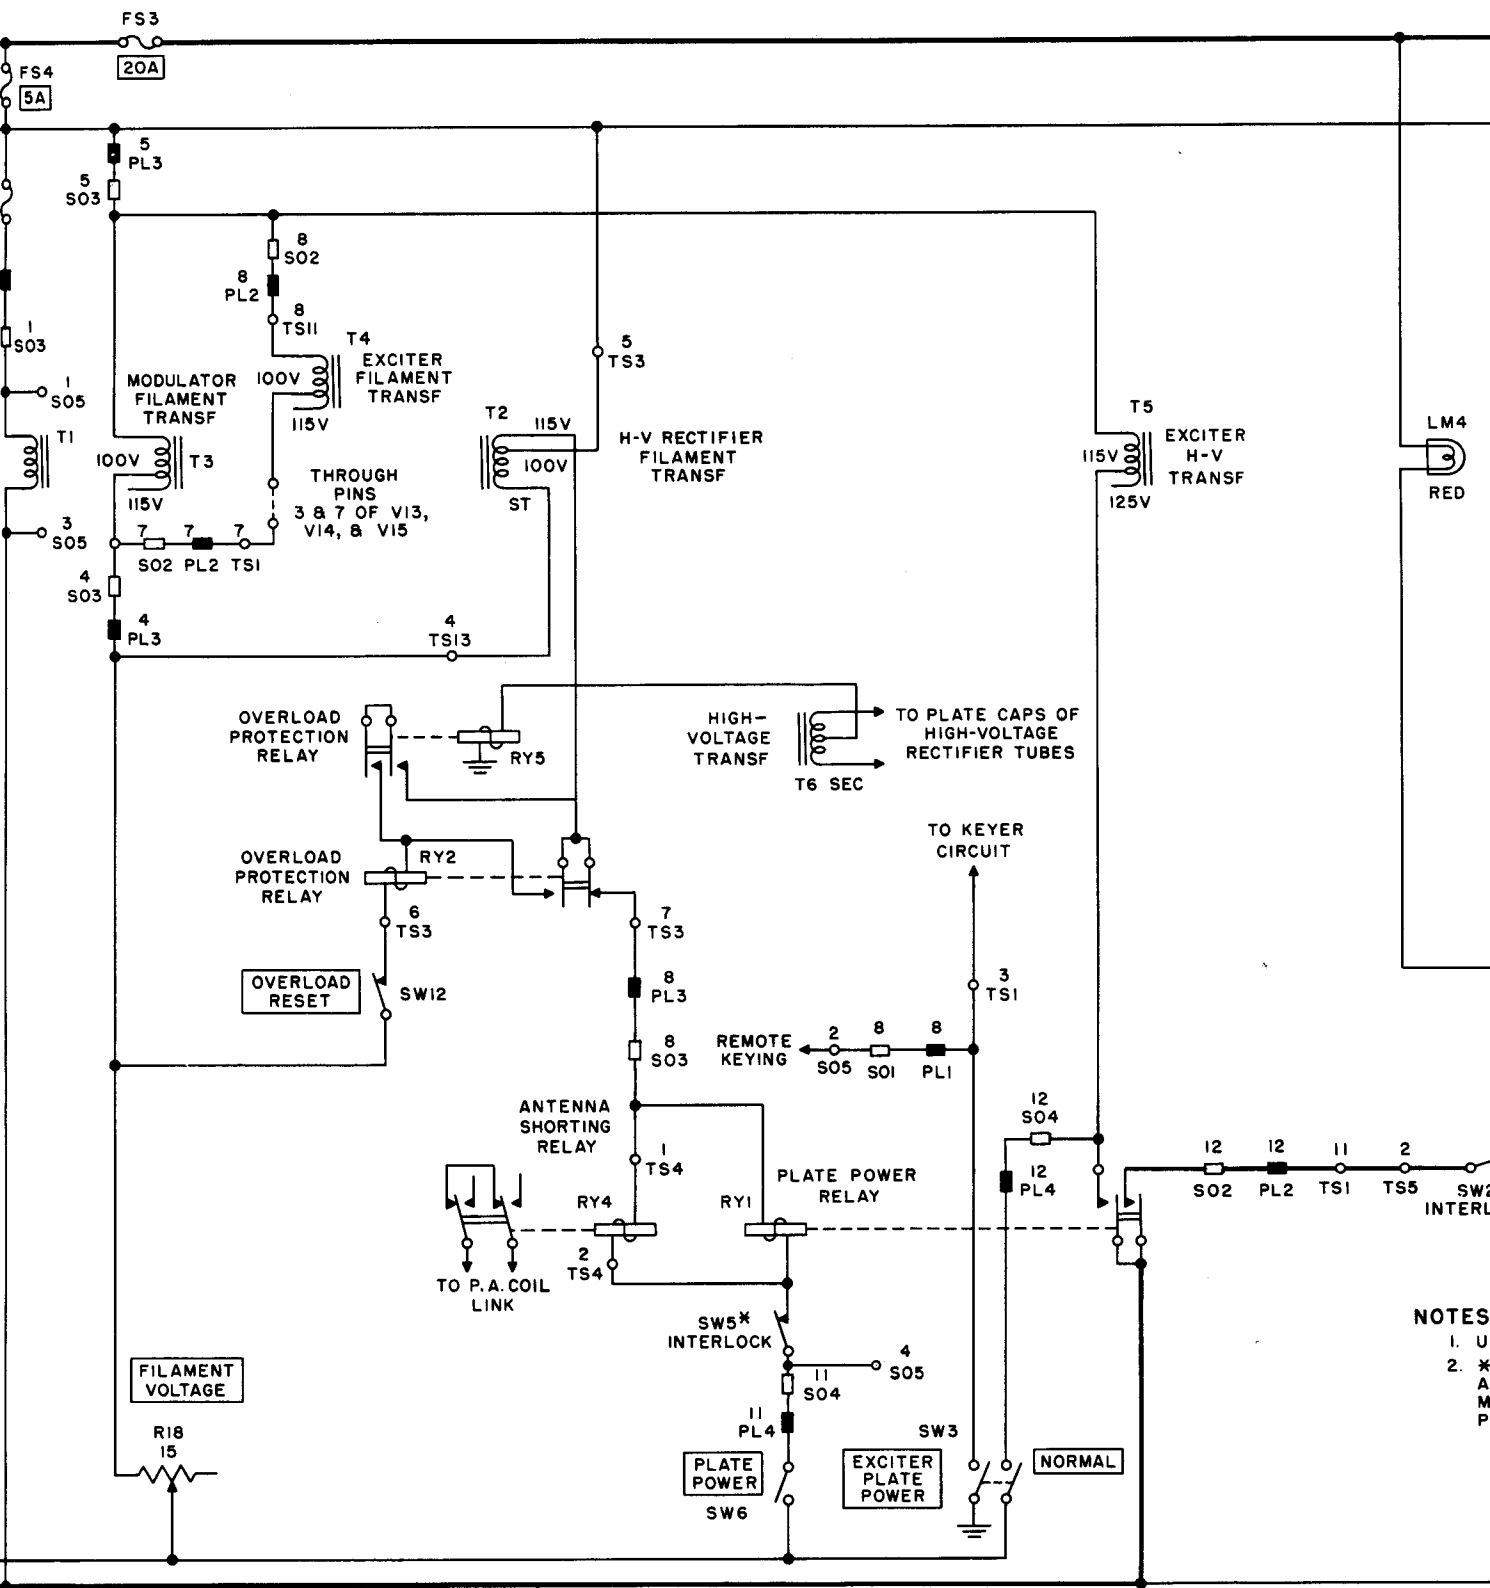 FS3
20A
FS4
5A
5
PL3
5
SO3
8
SO2
8
PL2
8
TS11
1
SO3
T4
EXCITER
FILAMENT
TRANSF
100V
115V
5
TS3
1
SO5
MODULATOR
FILAMENT
TRANSF
T1
100V
T3
115V
T2
115V
100V
ST
H-V RECTIFIER
FILAMENT
TRANSF
T5
115V
125V
EXCITER
H-V
TRANSF
LM4
RED
THROUGH
PINS
3 & 7 OF V13,
V14, & V15
3
SO5
7 7 7
SO2 PL2 TS1
4
SO3
4
PL3
4
TS13
OVERLOAD
PROTECTION
RELAY
RY5
HIGH-
VOLTAGE
TRANSF
T6 SEC
TO PLATE CAPS OF
HIGH-VOLTAGE
RECTIFIER TUBES
TO KEYER
CIRCUIT
OVERLOAD
PROTECTION
RELAY
RY2
6
TS3
7
TS3
OVERLOAD
RESET
SW12
8
PL3
3
TS1
REMOTE
KEYING
2
SO5
8
SO1
8
PL1
8
SO3
ANTENNA
SHORTING
RELAY
1
TS4
12
SO4
12
PL4
12
SO2
12
PL2
11
TS1
2
TS5
SW2
INTERL
PLATE POWER
RELAY
RY4
RY1
2
TS4
TO P.A. COIL
LINK
SW5*
INTERLOCK
4
SO5
11
SO4
11
PL4
NOTES
1. U
2. *
A
M
P
FILAMENT
VOLTAGE
R18
15
PLATE
POWER
SW6
SW3
EXCITER
PLATE
POWER
NORMAL